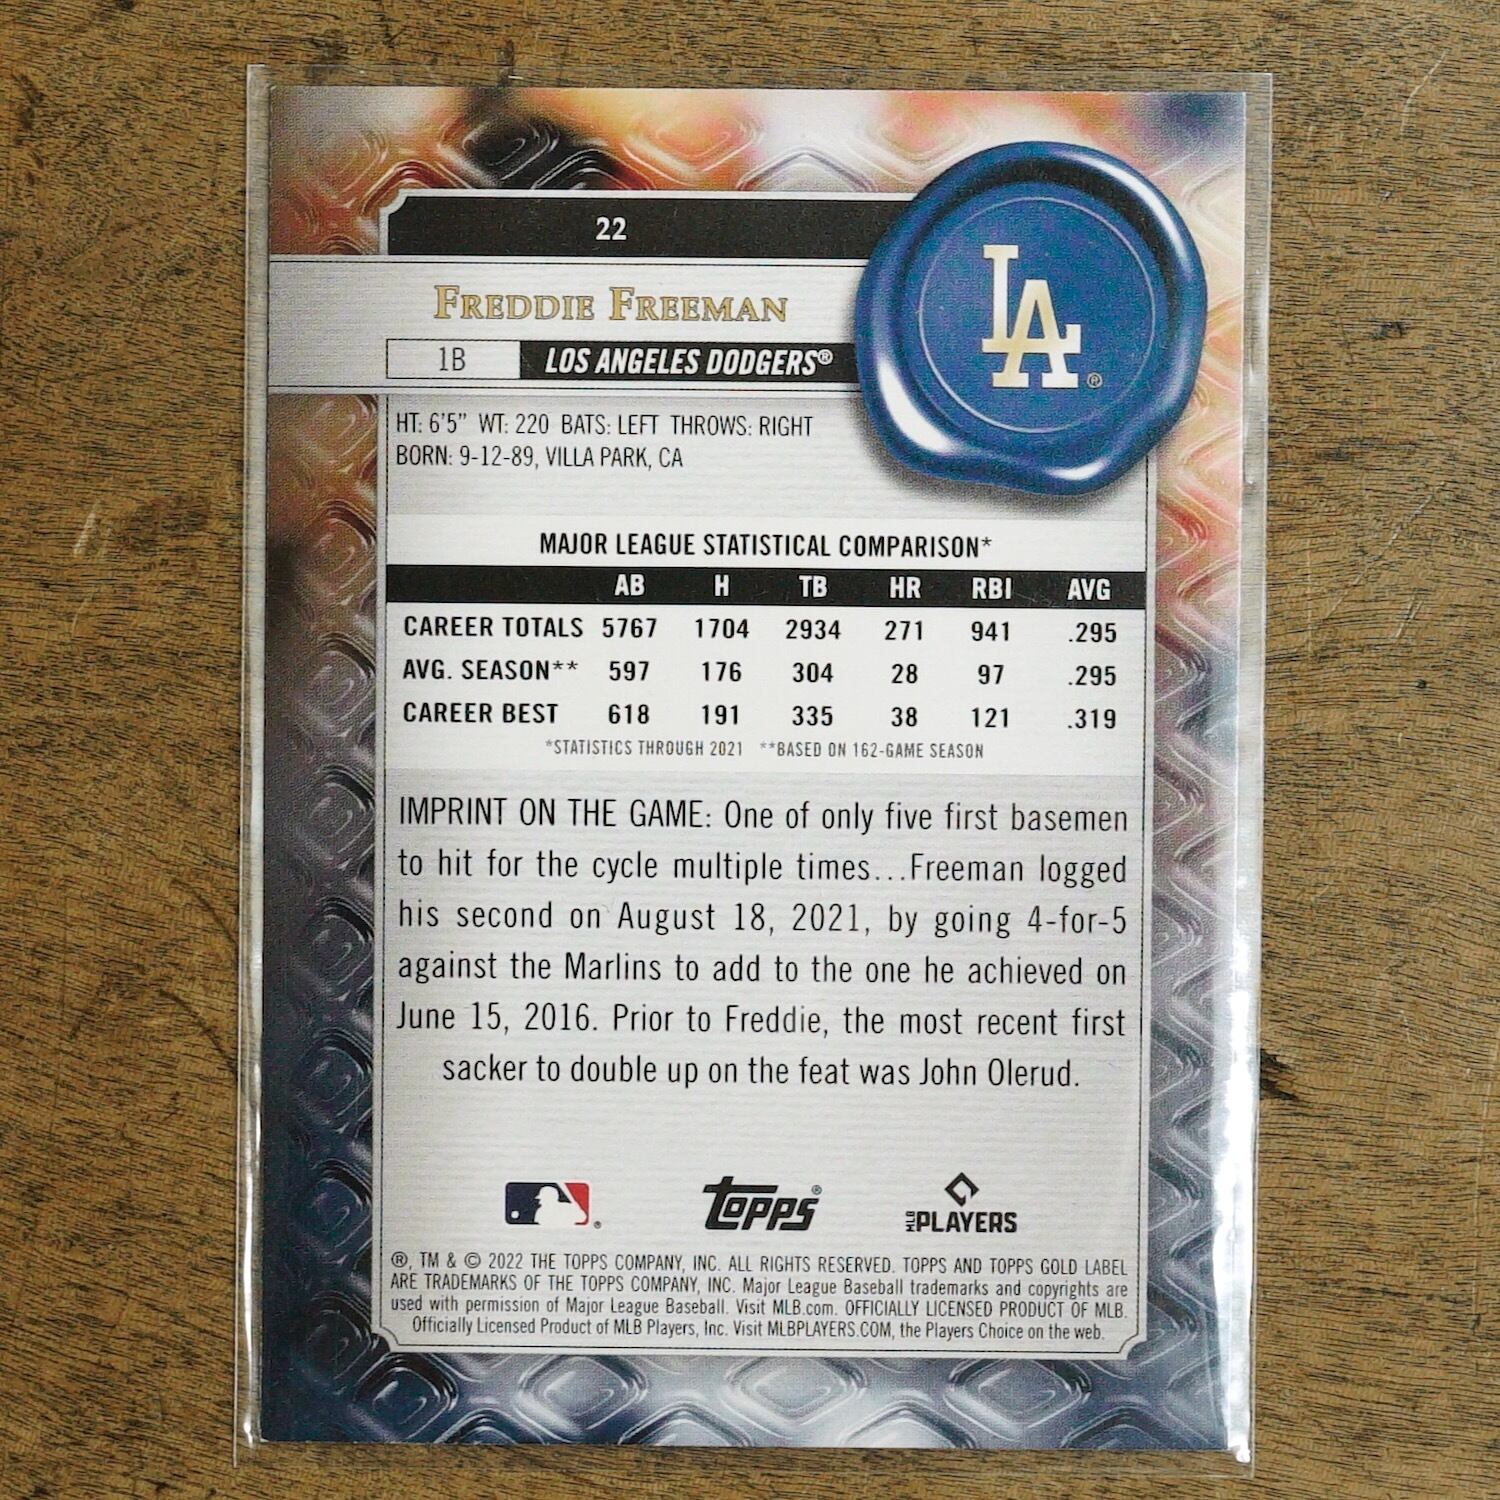 22
FREDDIE FREEMAN
1B LOS ANGELES DODGERS®
LA ®
HT: 6'5" WT: 220 BATS: LEFT THROWS: RIGHT
BORN: 9-12-89, VILLA PARK, CA
MAJOR LEAGUE STATISTICAL COMPARISON*
AB H TB HR RBI AVG
CAREER TOTALS 5767 1704 2934 271 941 .295
AVG. SEASON** 597 176 304 28 97 .295
CAREER BEST 618 191 335 38 121 .319
*STATISTICS THROUGH 2021 **BASED ON 162-GAME SEASON
IMPRINT ON THE GAME: One of only five first basemen
to hit for the cycle multiple times...Freeman logged
his second on August 18, 2021, by going 4-for-5
against the Marlins to add to the one he achieved on
June 15, 2016. Prior to Freddie, the most recent first
sacker to double up on the feat was John Olerud.
® topps® MLB PLAYERS
®, TM & © 2022 THE TOPPS COMPANY, INC. ALL RIGHTS RESERVED. TOPPS AND TOPPS GOLD LABEL
ARE TRADEMARKS OF THE TOPPS COMPANY, INC. Major League Baseball trademarks and copyrights are
used with permission of Major League Baseball. Visit MLB.com. OFFICIALLY LICENSED PRODUCT OF MLB.
Officially Licensed Product of MLB Players, Inc. Visit MLBPLAYERS.COM, the Players Choice on the web.